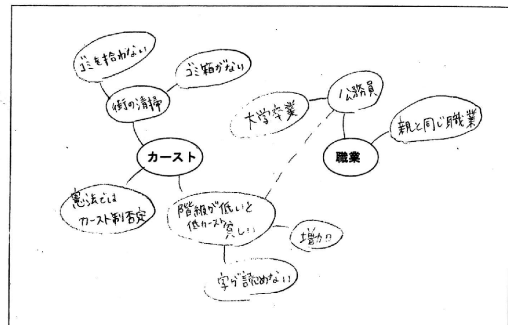 ゴミを拾わない
ゴミ箱がない
街の清掃
公務員
大学卒業
親と同じ職業
カースト
職業
憲法では
カースト制否定
階級が低いと
低カースト貧しい
増加
字が読めない